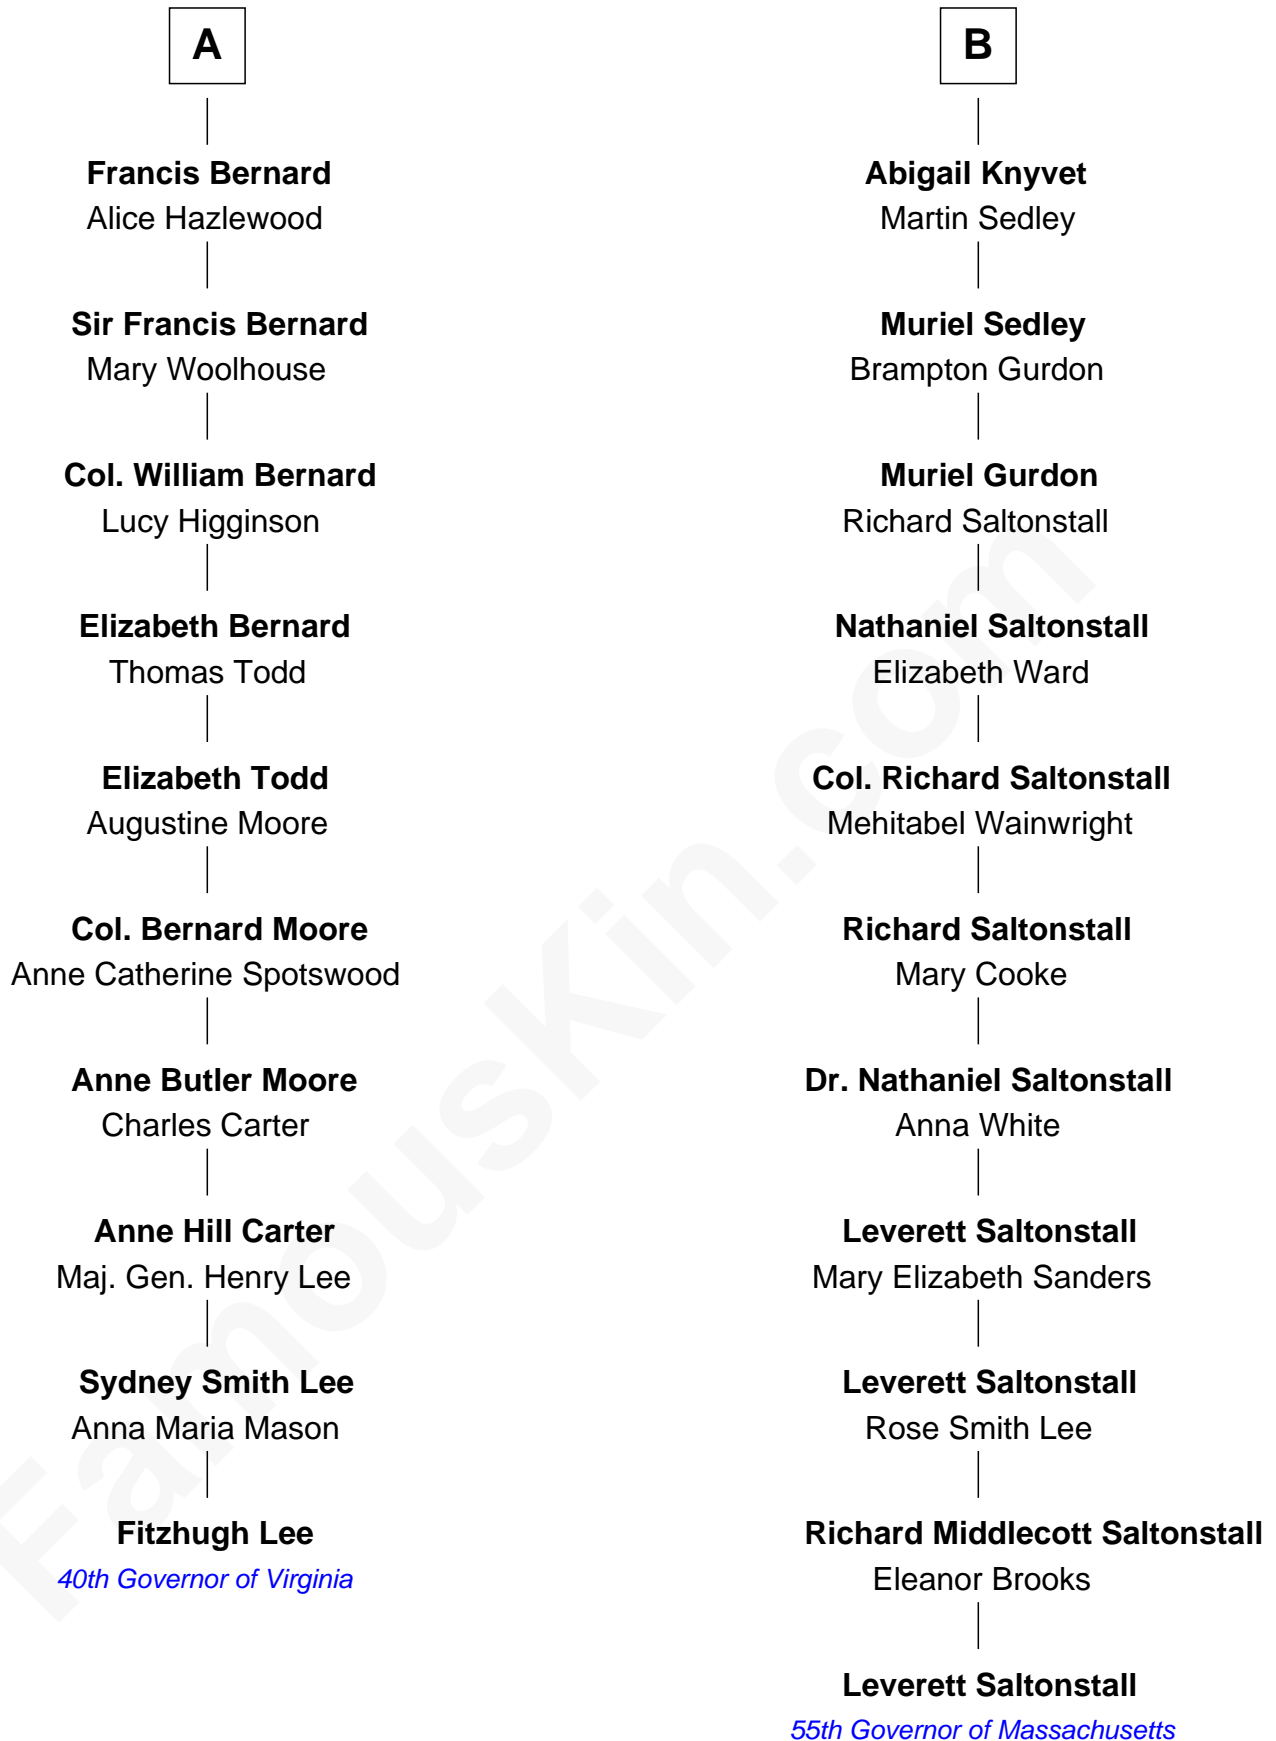 A
Francis Bernard
Alice Hazlewood
Sir Francis Bernard
Mary Woolhouse
Col. William Bernard
Lucy Higginson
Elizabeth Bernard
Thomas Todd
Elizabeth Todd
Augustine Moore
Col. Bernard Moore
Anne Catherine Spotswood
Anne Butler Moore
Charles Carter
Anne Hill Carter
Maj. Gen. Henry Lee
Sydney Smith Lee
Anna Maria Mason
Fitzhugh Lee
40th Governor of Virginia
B
Abigail Knyvet
Martin Sedley
Muriel Sedley
Brampton Gurdon
Muriel Gurdon
Richard Saltonstall
Nathaniel Saltonstall
Elizabeth Ward
Col. Richard Saltonstall
Mehitabel Wainwright
Richard Saltonstall
Mary Cooke
Dr. Nathaniel Saltonstall
Anna White
Leverett Saltonstall
Mary Elizabeth Sanders
Leverett Saltonstall
Rose Smith Lee
Richard Middlecott Saltonstall
Eleanor Brooks
Leverett Saltonstall
55th Governor of Massachusetts
FamousKin.com